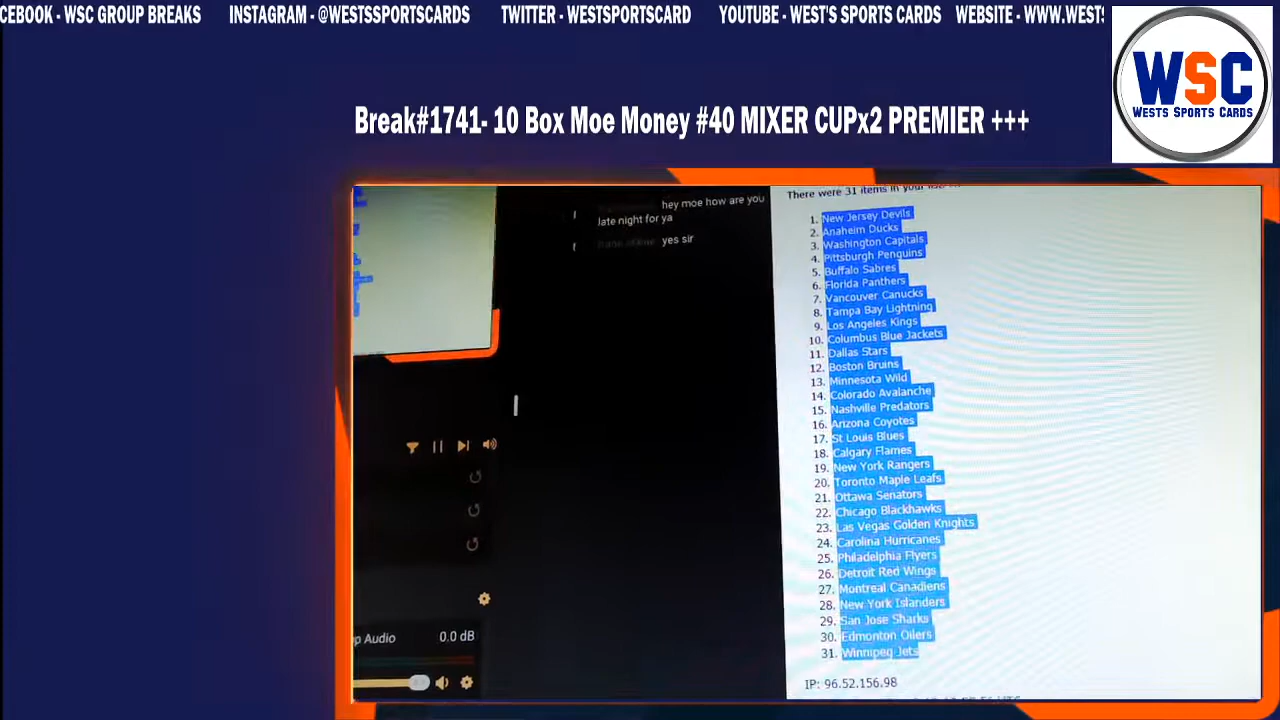 CEBOOK - WSC GROUP BREAKS INSTAGRAM - @WESTSSPORTSCARDS TWITTER - WESTSPORTSCARD YOUTUBE - WEST'S SPORTS CARDS WEBSITE - WWW.WESTS
WSC
WESTS SPORTS CARDS
Break#1741- 10 Box Moe Money #40 MIXER CUPx2 PREMIER +++
hey moe how are you
late night for ya
yes sir
pp Audio 0.0 dB
There were 31 items in your
1. New Jersey Devils
2. Anaheim Ducks
3. Washington Capitals
4. Pittsburgh Penguins
5. Buffalo Sabres
6. Florida Panthers
7. Vancouver Canucks
8. Tampa Bay Lightning
9. Los Angeles Kings
10. Columbus Blue Jackets
11. Dallas Stars
12. Boston Bruins
13. Minnesota Wild
14. Colorado Avalanche
15. Nashville Predators
16. Arizona Coyotes
17. St Louis Blues
18. Calgary Flames
19. New York Rangers
20. Toronto Maple Leafs
21. Ottawa Senators
22. Chicago Blackhawks
23. Las Vegas Golden Knights
24. Carolina Hurricanes
25. Philadelphia Flyers
26. Detroit Red Wings
27. Montreal Canadiens
28. New York Islanders
29. San Jose Sharks
30. Edmonton Oilers
31. Winnipeg Jets
IP: 96.52.156.98